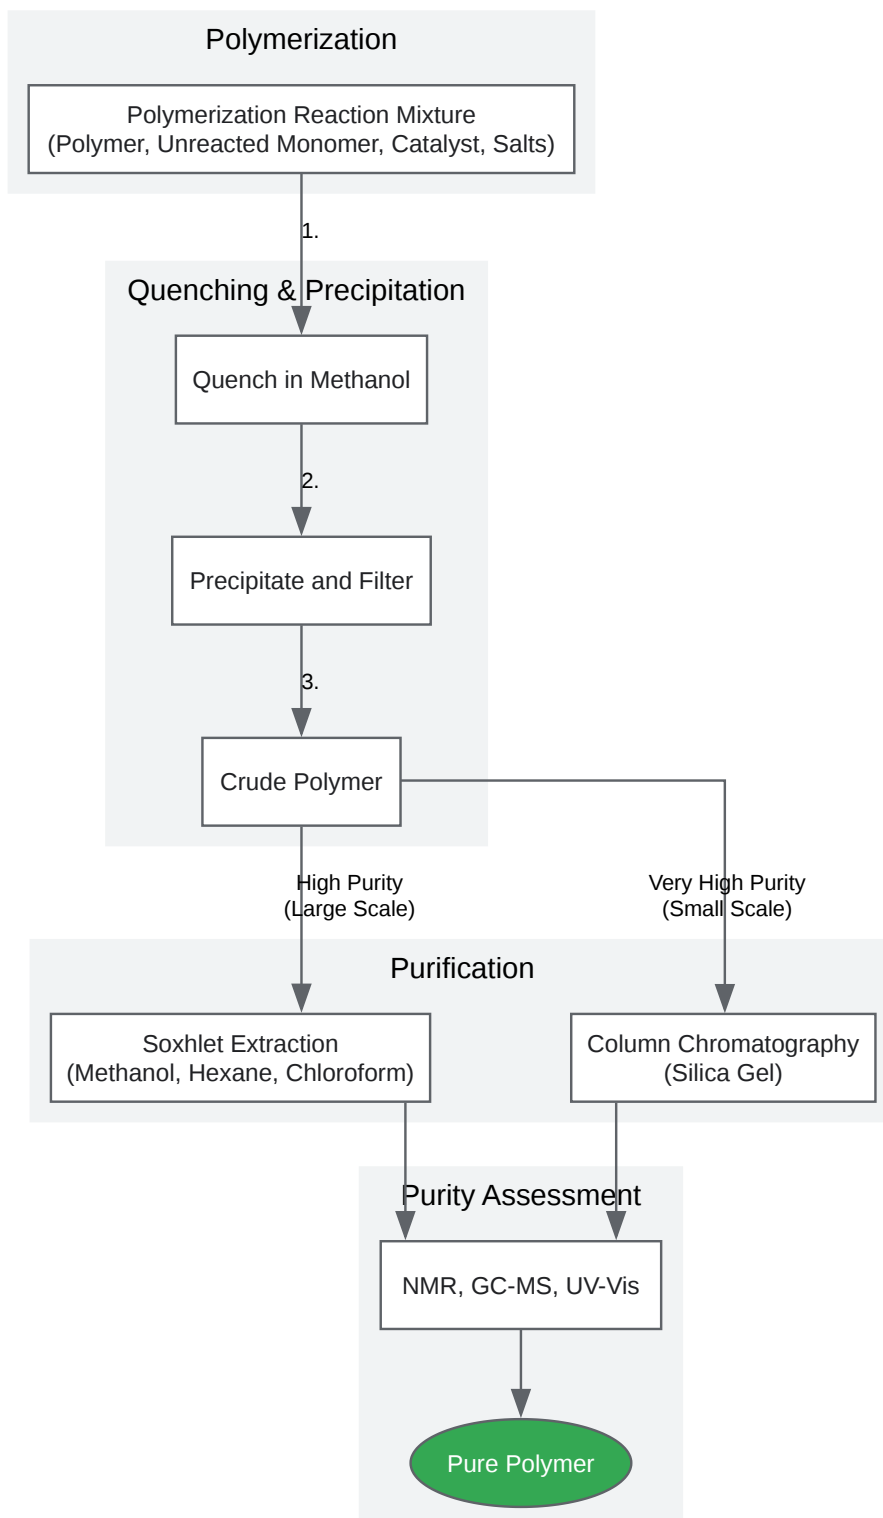 Polymerization
Polymerization Reaction Mixture
(Polymer, Unreacted Monomer, Catalyst, Salts)
1.
Quenching & Precipitation
Quench in Methanol
2.
Precipitate and Filter
3.
Crude Polymer
High Purity
(Large Scale)
Very High Purity
(Small Scale)
Purification
Soxhlet Extraction
(Methanol, Hexane, Chloroform)
Column Chromatography
(Silica Gel)
Purity Assessment
NMR, GC-MS, UV-Vis
Pure Polymer